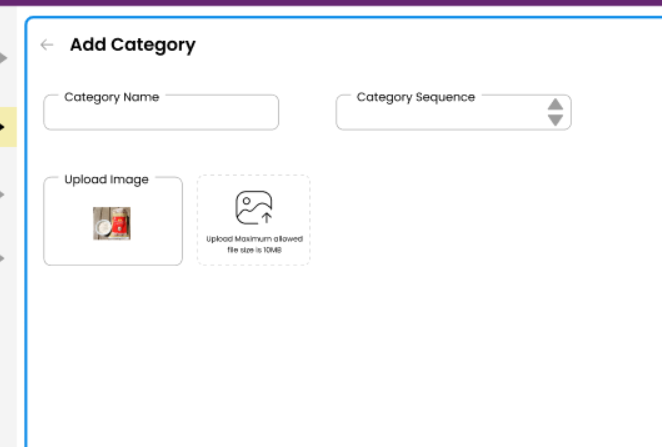 Add Category
Category Name
Category Sequence
Upload Image
Upload Maximum allowed
file size is 10MB